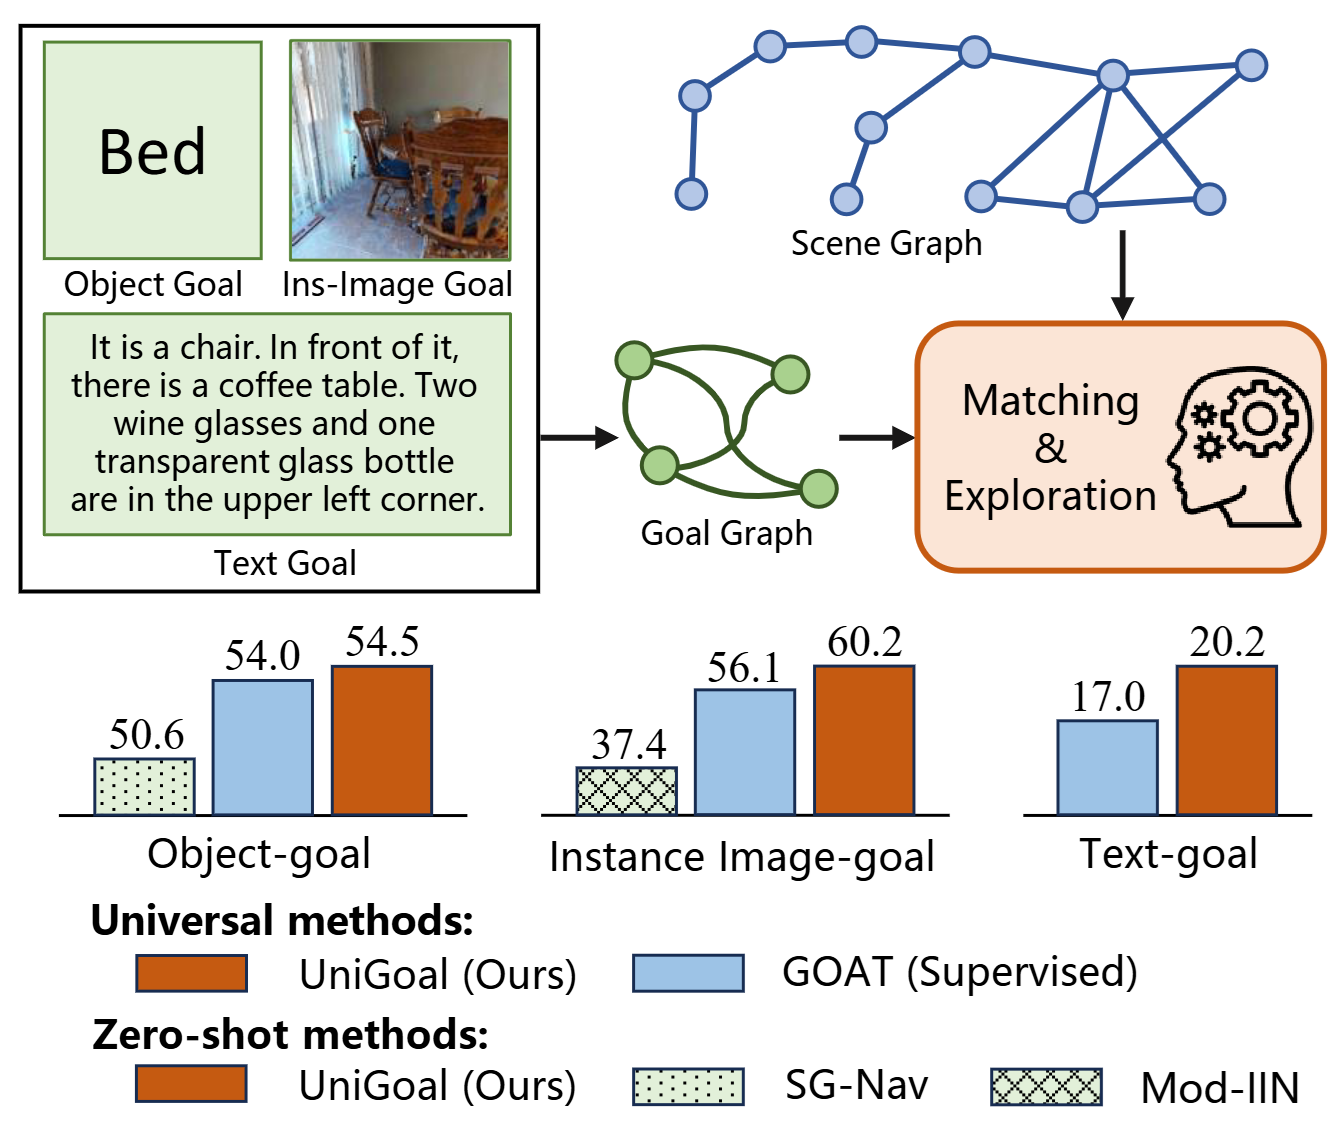 Bed
Object Goal
Ins-Image Goal
It is a chair. In front of it,
there is a coffee table. Two
wine glasses and one
transparent glass bottle
are in the upper left corner.
Text Goal
Scene Graph
Goal Graph
Matching
&
Exploration
50.6
54.0
54.5
Object-goal
37.4
56.1
60.2
Instance Image-goal
17.0
20.2
Text-goal
Universal methods:
UniGoal (Ours)
GOAT (Supervised)
Zero-shot methods:
UniGoal (Ours)
SG-Nav
Mod-IIN